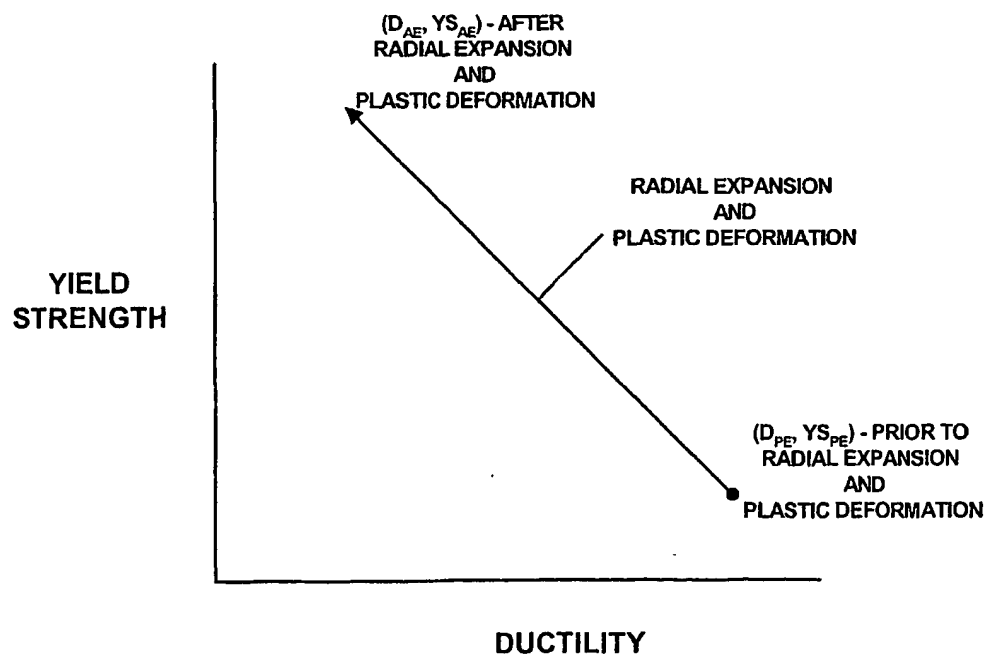 (D_AE, YS_AE) - AFTER
RADIAL EXPANSION
AND
PLASTIC DEFORMATION
RADIAL EXPANSION
AND
PLASTIC DEFORMATION
YIELD
STRENGTH
(D_PE, YS_PE) - PRIOR TO
RADIAL EXPANSION
AND
PLASTIC DEFORMATION
DUCTILITY